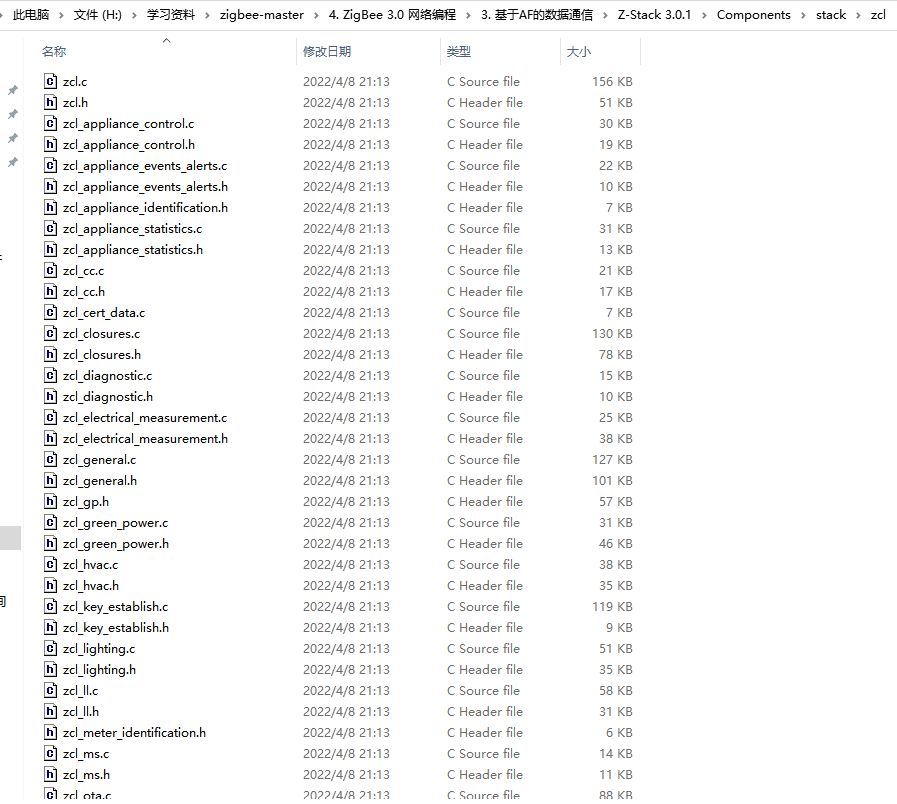 此电脑 › 文件 (H:) › 学习资料 › zigbee-master › 4. ZigBee 3.0 网络编程 › 3. 基于AF的数据通信 › Z-Stack 3.0.1 › Components › stack › zcl
名称 修改日期 类型 大小
zcl.c 2022/4/8 21:13 C Source file 156 KB
zcl.h 2022/4/8 21:13 C Header file 51 KB
zcl_appliance_control.c 2022/4/8 21:13 C Source file 30 KB
zcl_appliance_control.h 2022/4/8 21:13 C Header file 19 KB
zcl_appliance_events_alerts.c 2022/4/8 21:13 C Source file 22 KB
zcl_appliance_events_alerts.h 2022/4/8 21:13 C Header file 10 KB
zcl_appliance_identification.h 2022/4/8 21:13 C Header file 7 KB
zcl_appliance_statistics.c 2022/4/8 21:13 C Source file 31 KB
zcl_appliance_statistics.h 2022/4/8 21:13 C Header file 13 KB
zcl_cc.c 2022/4/8 21:13 C Source file 21 KB
zcl_cc.h 2022/4/8 21:13 C Header file 17 KB
zcl_cert_data.c 2022/4/8 21:13 C Source file 7 KB
zcl_closures.c 2022/4/8 21:13 C Source file 130 KB
zcl_closures.h 2022/4/8 21:13 C Header file 78 KB
zcl_diagnostic.c 2022/4/8 21:13 C Source file 15 KB
zcl_diagnostic.h 2022/4/8 21:13 C Header file 10 KB
zcl_electrical_measurement.c 2022/4/8 21:13 C Source file 25 KB
zcl_electrical_measurement.h 2022/4/8 21:13 C Header file 38 KB
zcl_general.c 2022/4/8 21:13 C Source file 127 KB
zcl_general.h 2022/4/8 21:13 C Header file 101 KB
zcl_gp.h 2022/4/8 21:13 C Header file 57 KB
zcl_green_power.c 2022/4/8 21:13 C Source file 31 KB
zcl_green_power.h 2022/4/8 21:13 C Header file 46 KB
zcl_hvac.c 2022/4/8 21:13 C Source file 38 KB
zcl_hvac.h 2022/4/8 21:13 C Header file 35 KB
zcl_key_establish.c 2022/4/8 21:13 C Source file 119 KB
zcl_key_establish.h 2022/4/8 21:13 C Header file 9 KB
zcl_lighting.c 2022/4/8 21:13 C Source file 51 KB
zcl_lighting.h 2022/4/8 21:13 C Header file 35 KB
zcl_ll.c 2022/4/8 21:13 C Source file 58 KB
zcl_ll.h 2022/4/8 21:13 C Header file 31 KB
zcl_meter_identification.h 2022/4/8 21:13 C Header file 6 KB
zcl_ms.c 2022/4/8 21:13 C Source file 14 KB
zcl_ms.h 2022/4/8 21:13 C Header file 11 KB
zcl_ota.c 2022/4/8 21:13 C Source file 88 KB